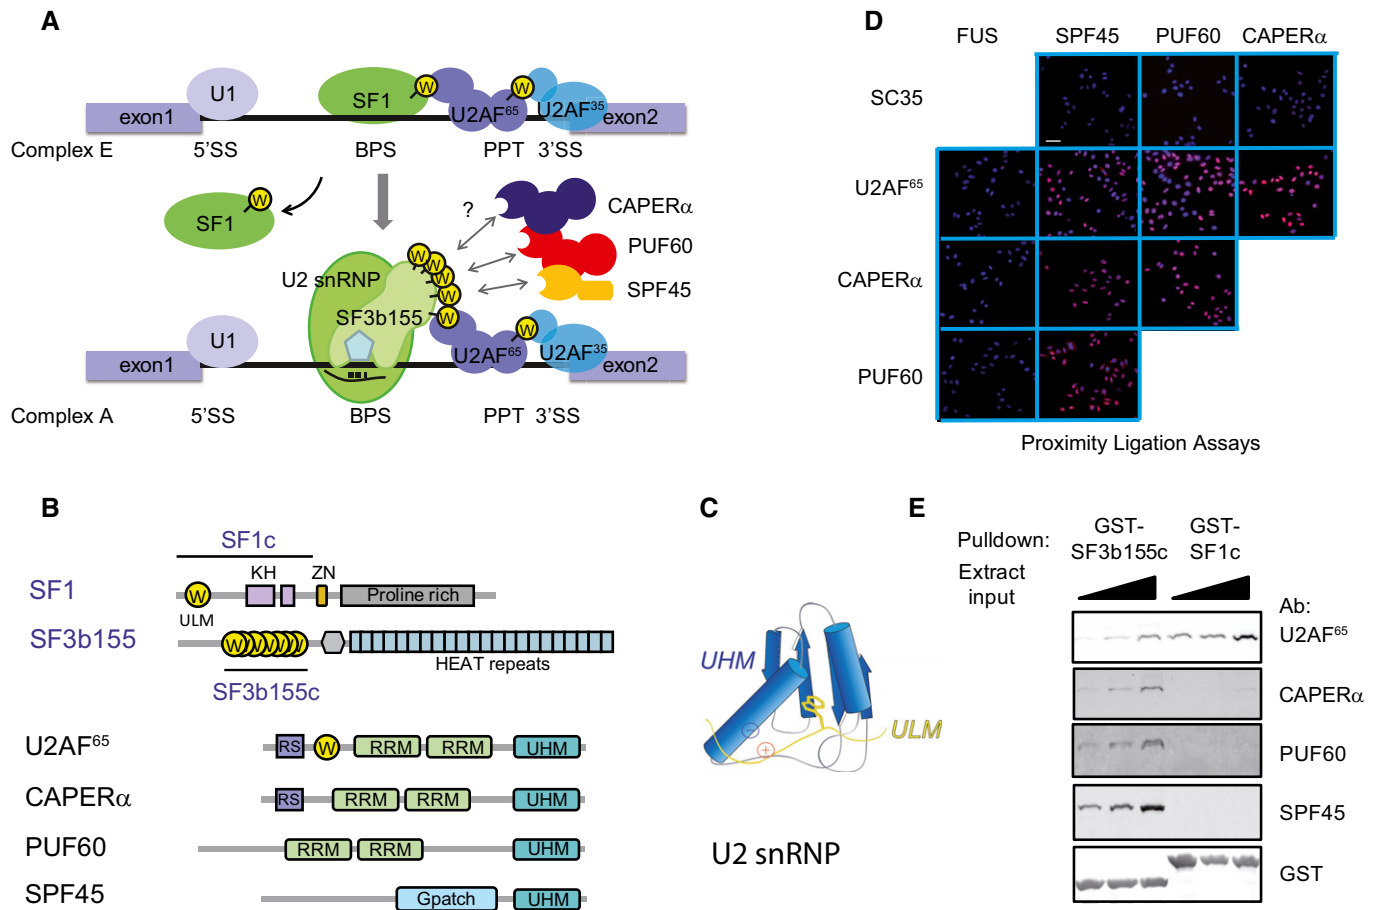 A
U1
SF1
W
W
U2AF65
U2AF35
exon1
exon2
Complex E
5'SS
BPS
PPT
3'SS
W
SF1
?
CAPERα
PUF60
SPF45
U2 snRNP
W
W
W
W
SF3b155
W
W
U1
U2AF65
U2AF35
exon1
exon2
Complex A
5'SS
BPS
PPT
3'SS
D
FUS
SPF45
PUF60
CAPERα
SC35
U2AF65
CAPERα
PUF60
Proximity Ligation Assays
B
SF1c
KH
ZN
SF1
W
Proline rich
ULM
SF3b155
W
V
V
V
V
HEAT repeats
SF3b155c
U2AF65
RS
W
RRM
RRM
UHM
CAPERα
RS
RRM
RRM
UHM
PUF60
RRM
RRM
UHM
SPF45
Gpatch
UHM
C
UHM
−
+
ULM
U2 snRNP
E
Pulldown:
GST-
SF3b155c
GST-
SF1c
Extract
input
Ab:
U2AF65
CAPERα
PUF60
SPF45
GST